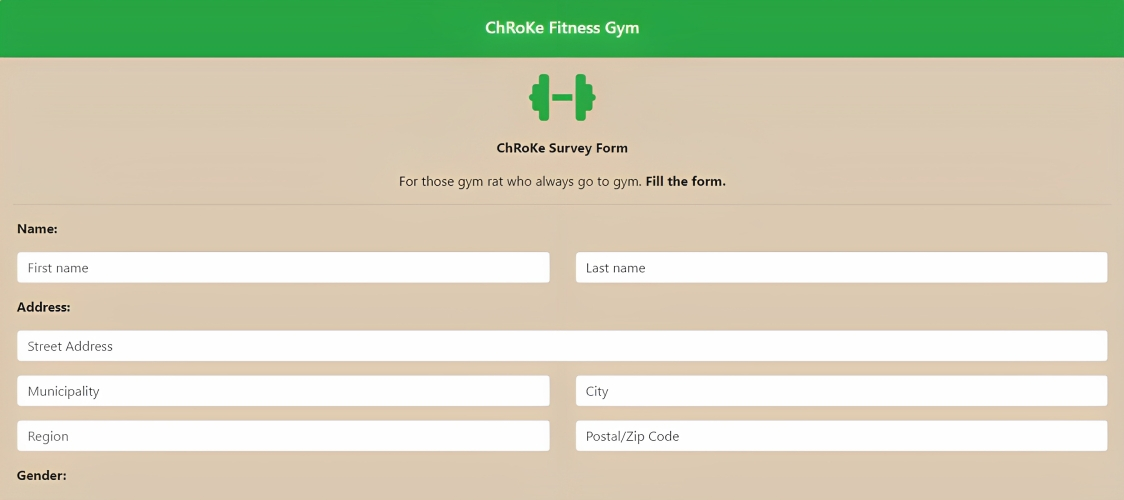 ChRoKe Fitness Gym
ChRoKe Survey Form
For those gym rat who always go to gym. Fill the form.
Name:
First name
Last name
Address:
Street Address
Municipality
City
Region
Postal/Zip Code
Gender: